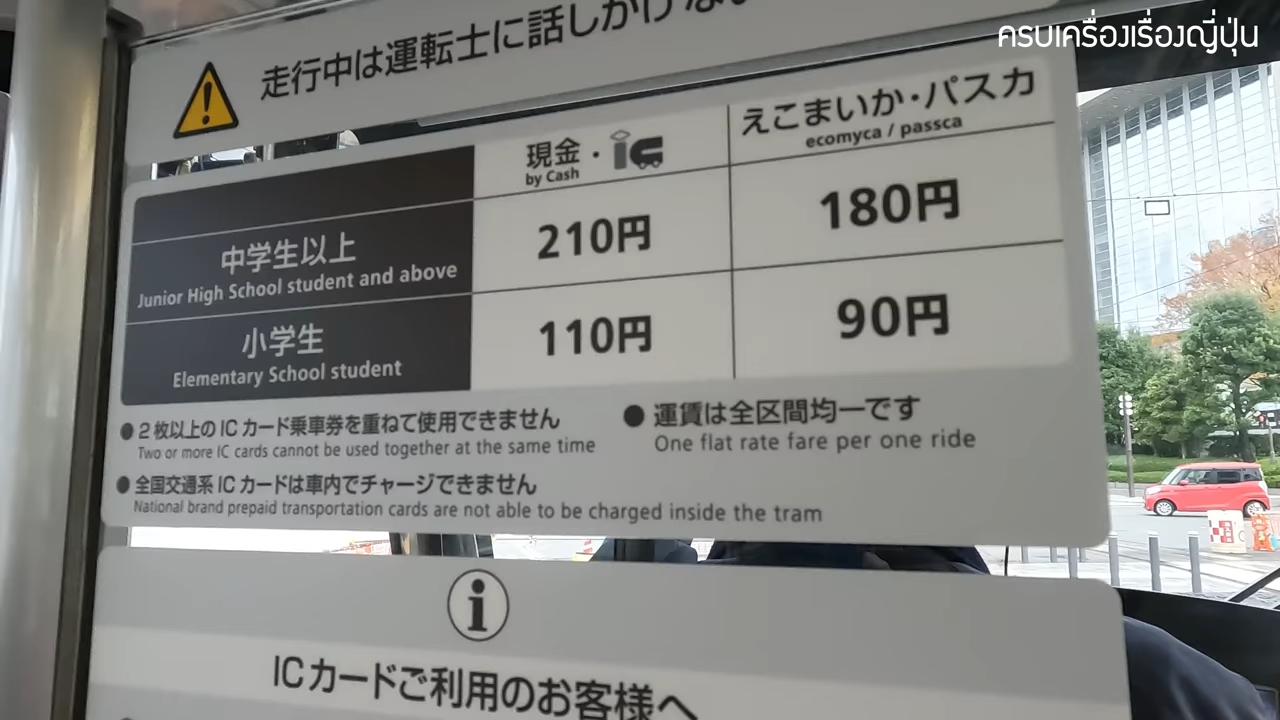 ครบเครื่องเรื่องญี่ปุ่น
走行中は運転士に話しかけない
現金・ic
by Cash
えこまいか・パスカ
ecomyca / passca
中学生以上
Junior High School student and above
210円
180円
小学生
Elementary School student
110円
90円
● 2枚以上のICカード乗車券を重ねて使用できません
Two or more IC cards cannot be used together at the same time
● 運賃は全区間均一です
One flat rate fare per one ride
● 全国交通系ICカードは車内でチャージできません
National brand prepaid transportation cards are not able to be charged inside the tram
i
ICカードご利用のお客様へ